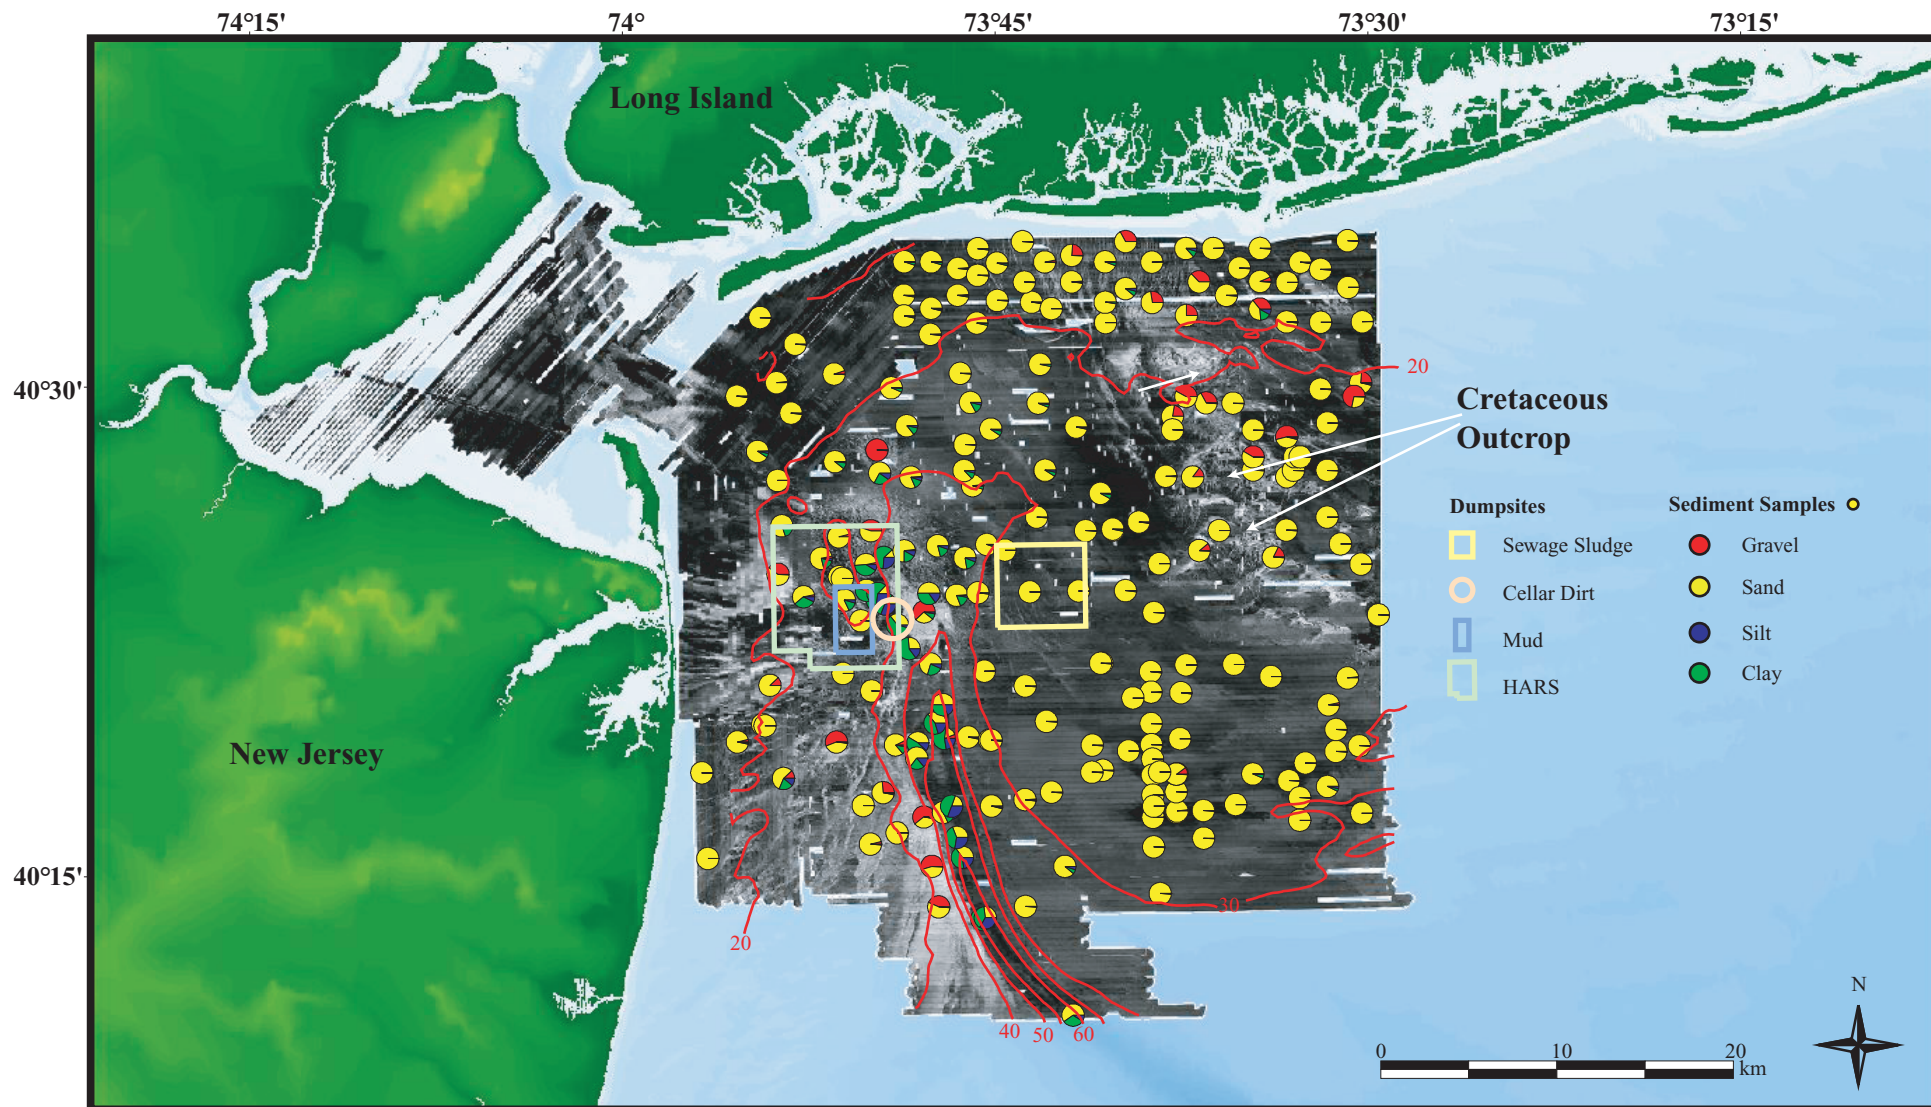 74°15'
74°
73°45'
73°30'
73°15'
Long Island
40°30'
20
Cretaceous
Outcrop
Dumpsites
Sediment Samples
Sewage Sludge
Gravel
Cellar Dirt
Sand
Mud
Silt
HARS
Clay
New Jersey
40°15'
30
20
40
50
60
N
0
10
20
km